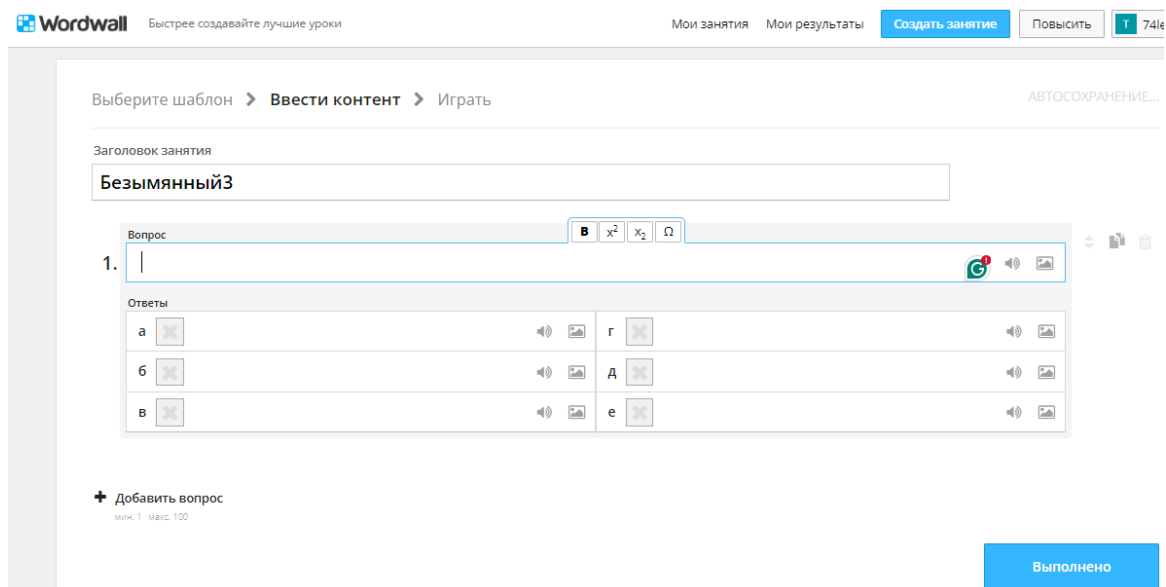 Wordwall Быстрее создавайте лучшие уроки Мои занятия Мои результаты Создать занятие Повысить T 74le
Выберите шаблон Ввести контент Играть АВТОСОХРАНЕНИЕ...
Заголовок занятия
Безымянный3
Вопрос B x² x₂ Ω
1.
Ответы
а г
б д
в е
Добавить вопрос
мин. 1 макс. 100
Выполнено